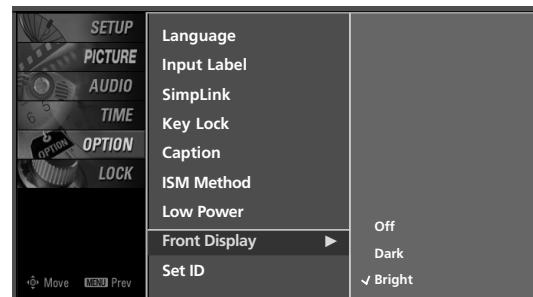 SETUP
PICTURE
AUDIO
TIME
OPTION
LOCK
Move MENU Prev
Language
Input Label
SimpLink
Key Lock
Caption
ISM Method
Low Power
Front Display ►
Set ID
Off
Dark
✓ Bright